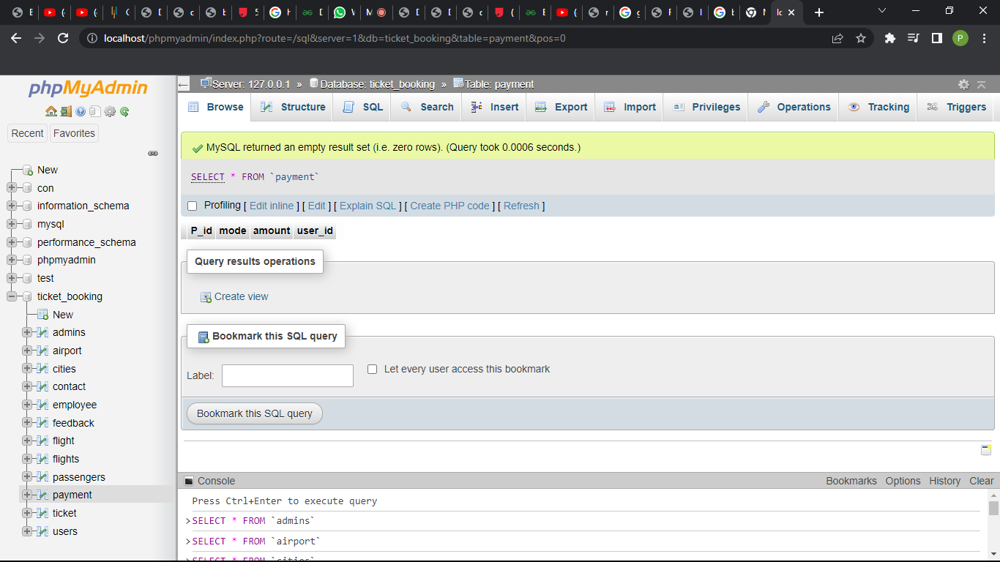 localhost/phpmyadmin/index.php?route=/sql&server=1&db=ticket_booking&table=payment&pos=0
P
phpMyAdmin
Recent Favorites
New
con
information_schema
mysql
performance_schema
phpmyadmin
test
ticket_booking
New
admins
airport
cities
contact
employee
feedback
flight
flights
passengers
payment
ticket
users
Server: 127.0.0.1 » Database: ticket_booking » Table: payment
Browse Structure SQL Search Insert Export Import Privileges Operations Tracking Triggers
MySQL returned an empty result set (i.e. zero rows). (Query took 0.0006 seconds.)
SELECT * FROM `payment`
Profiling [ Edit inline ] [ Edit ] [ Explain SQL ] [ Create PHP code ] [ Refresh ]
P_id mode amount user_id
Query results operations
Create view
Bookmark this SQL query
Label: Let every user access this bookmark
Bookmark this SQL query
Console Bookmarks Options History Clear
Press Ctrl+Enter to execute query
>SELECT * FROM `admins`
>SELECT * FROM `airport`
>SELECT * FROM `cities`